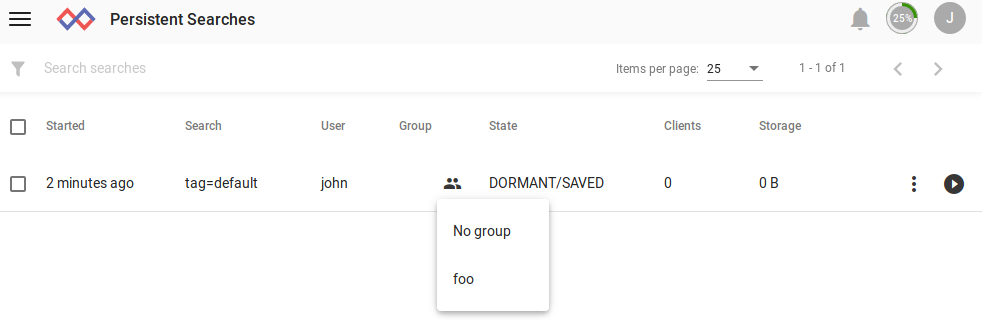 Persistent Searches
25%
J
Search searches
Items per page: 25
1 - 1 of 1
Started Search User Group State Clients Storage
2 minutes ago tag=default john DORMANT/SAVED 0 0 B
No group
foo